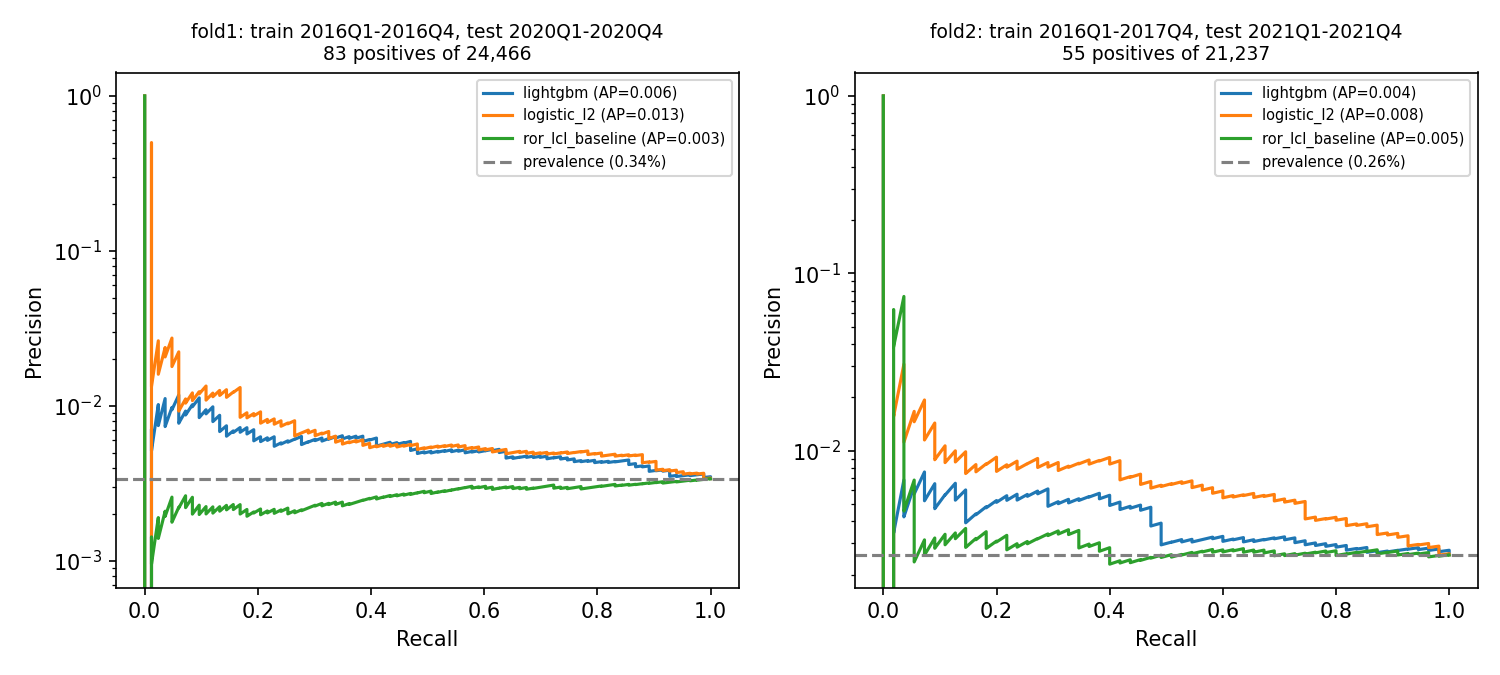 fold1: train 2016Q1-2016Q4, test 2020Q1-2020Q4
83 positives of 24,466
10⁰
10⁻¹
10⁻²
10⁻³
Precision
0.0 0.2 0.4 0.6 0.8 1.0
Recall
lightgbm (AP=0.006)
logistic_l2 (AP=0.013)
ror_lcl_baseline (AP=0.003)
prevalence (0.34%)
fold2: train 2016Q1-2017Q4, test 2021Q1-2021Q4
55 positives of 21,237
10⁰
10⁻¹
10⁻²
Precision
0.0 0.2 0.4 0.6 0.8 1.0
Recall
lightgbm (AP=0.004)
logistic_l2 (AP=0.008)
ror_lcl_baseline (AP=0.005)
prevalence (0.26%)